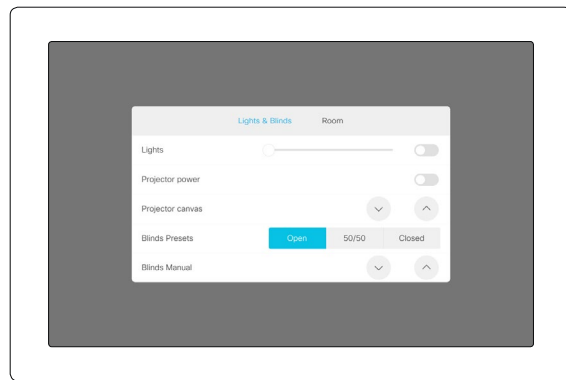 Lights & Blinds Room
Lights
Projector power
Projector canvas
Blinds Presets Open 50/50 Closed
Blinds Manual